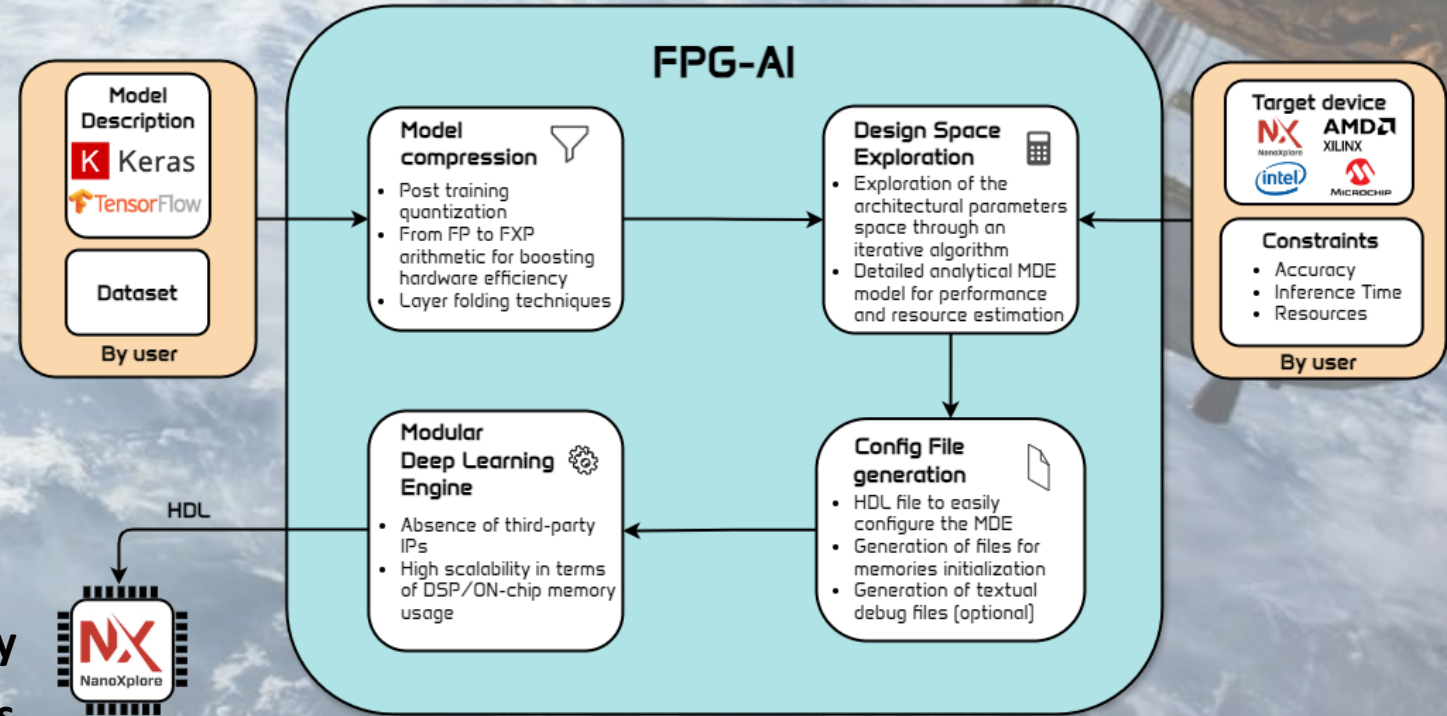 FPG-AI
Model
Description
K Keras
TensorFlow
Dataset
By user
Model
compression
• Post training
quantization
• From FP to FXP
arithmetic for boosting
hardware efficiency
• Layer folding techniques
Design Space
Exploration
• Exploration of the
architectural parameters
space through an
iterative algorithm
• Detailed analytical MDE
model for performance
and resource estimation
Target device
NX
NanoXplore
AMD
XILINX
intel
MICROCHIP
Constraints
• Accuracy
• Inference Time
• Resources
By user
Modular
Deep Learning
Engine
• Absence of third-party
IPs
• High scalability in terms
of DSP/ON-chip memory
usage
Config File
generation
• HDL file to easily
configure the MDE
• Generation of files for
memories initialization
• Generation of textual
debug files (optional)
HDL
y
NX
NanoXplore
s